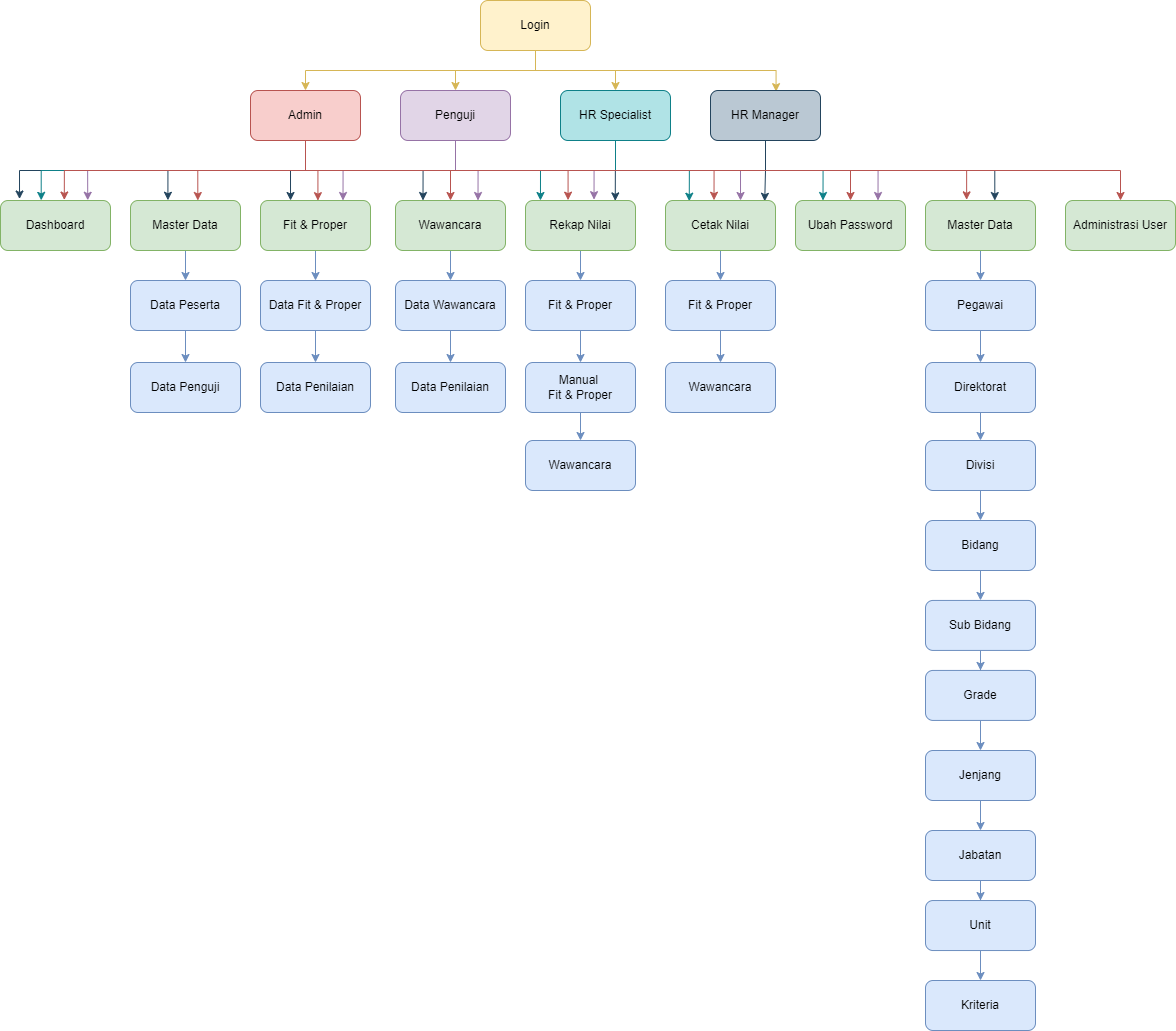 Login
Admin
Penguji
HR Specialist
HR Manager
Dashboard
Master Data
Fit & Proper
Wawancara
Rekap Nilai
Cetak Nilai
Ubah Password
Master Data
Administrasi User
Data Peserta
Data Fit & Proper
Data Wawancara
Fit & Proper
Fit & Proper
Pegawai
Data Penguji
Data Penilaian
Data Penilaian
Manual
Fit & Proper
Wawancara
Direktorat
Wawancara
Divisi
Bidang
Sub Bidang
Grade
Jenjang
Jabatan
Unit
Kriteria